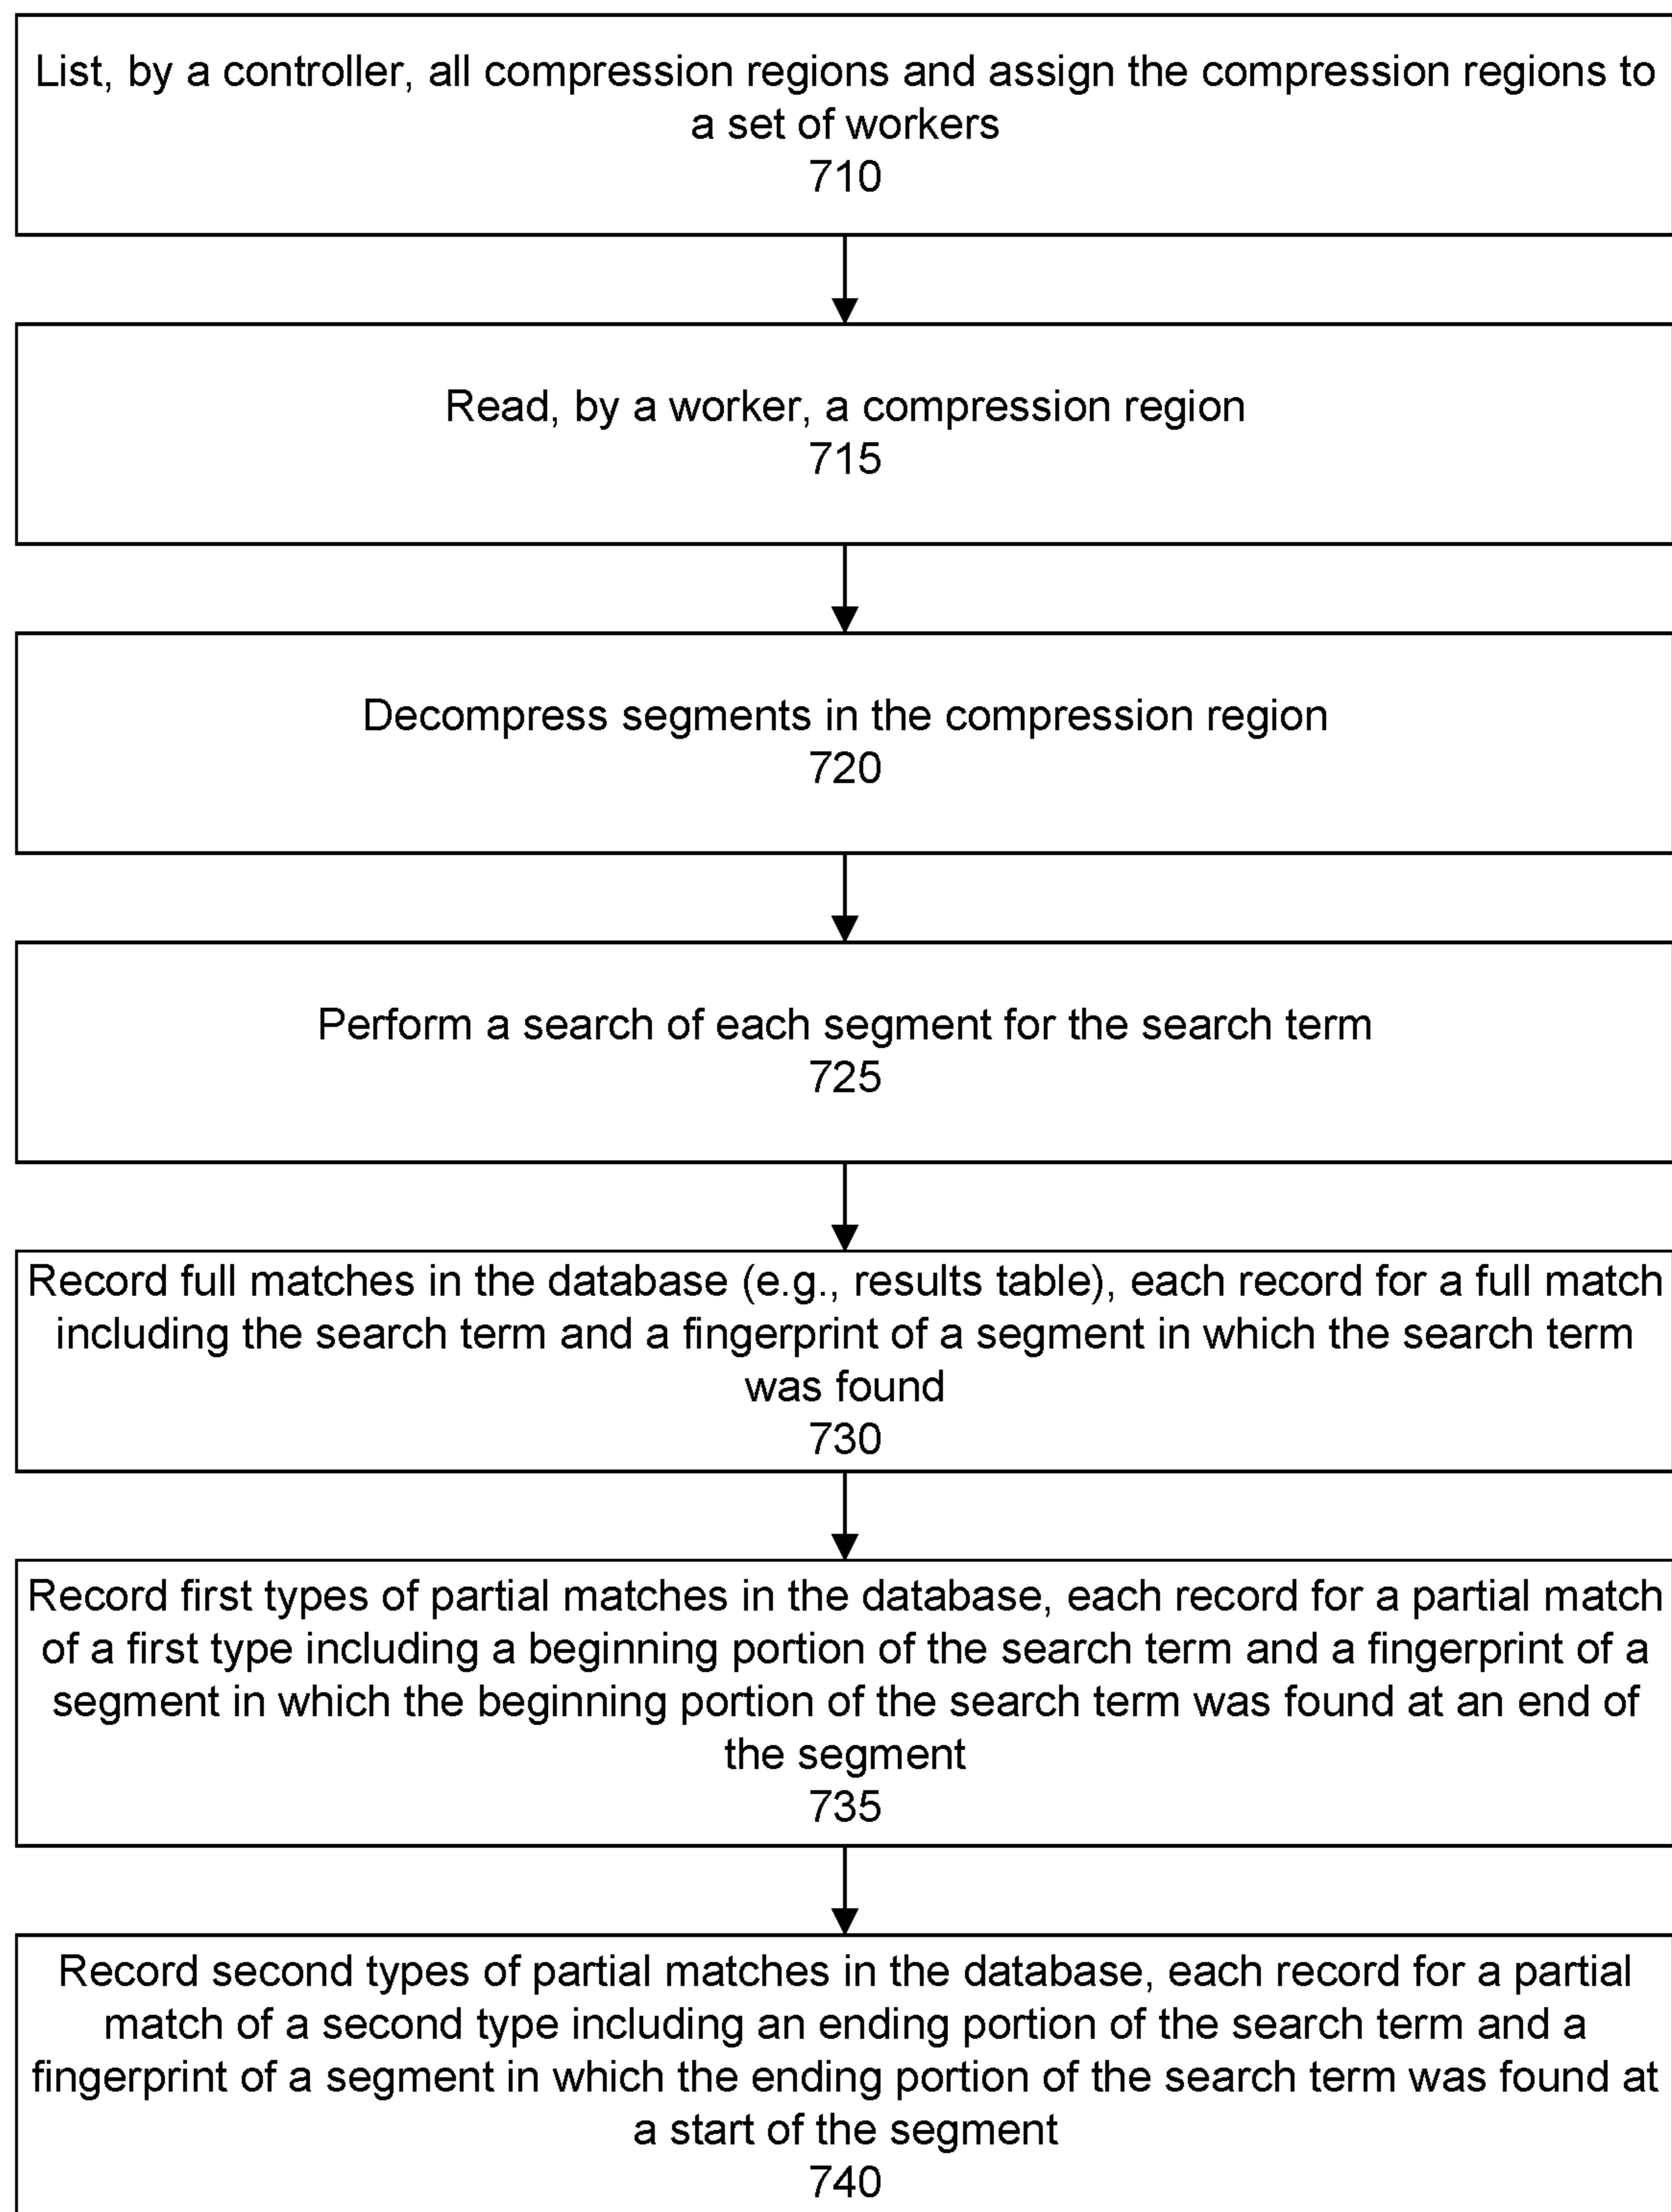 List, by a controller, all compression regions and assign the compression regions to
a set of workers
710
Read, by a worker, a compression region
715
Decompress segments in the compression region
720
Perform a search of each segment for the search term
725
Record full matches in the database (e.g., results table), each record for a full match
including the search term and a fingerprint of a segment in which the search term
was found
730
Record first types of partial matches in the database, each record for a partial match
of a first type including a beginning portion of the search term and a fingerprint of a
segment in which the beginning portion of the search term was found at an end of
the segment
735
Record second types of partial matches in the database, each record for a partial
match of a second type including an ending portion of the search term and a
fingerprint of a segment in which the ending portion of the search term was found at
a start of the segment
740